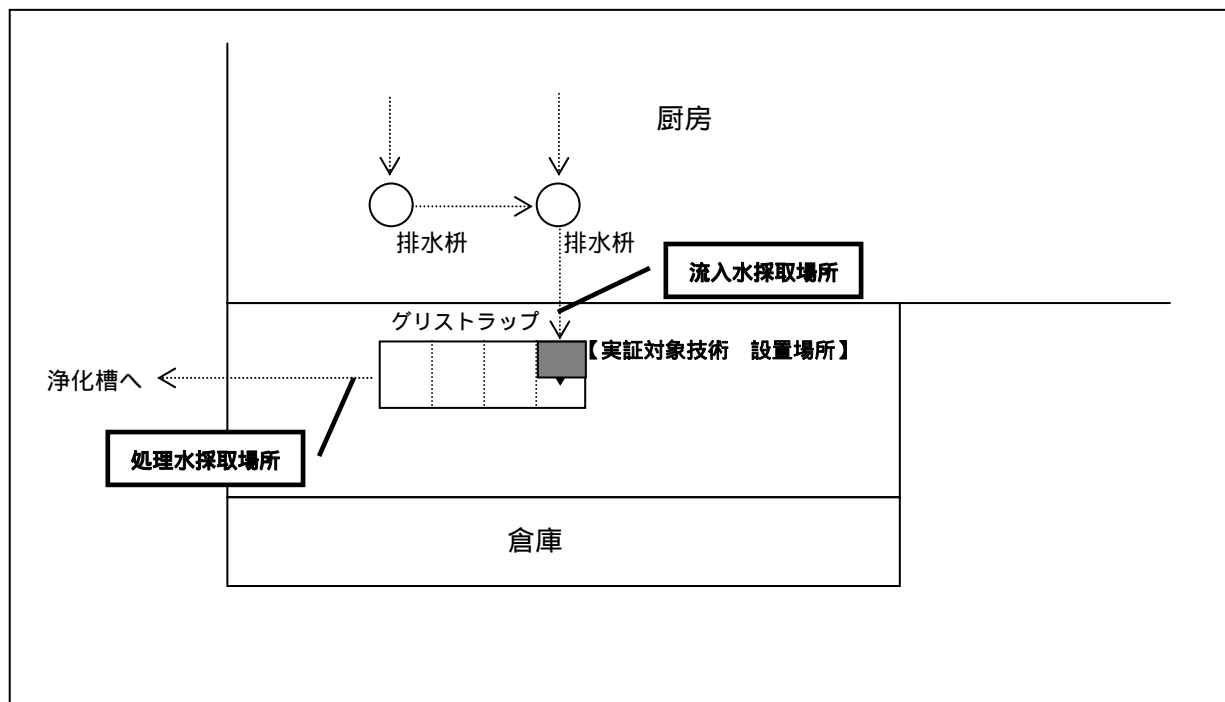 厨房
排水枡
排水枡
流入水採取場所
グリストラップ
【実証対象技術　設置場所】
浄化槽へ
処理水採取場所
倉庫